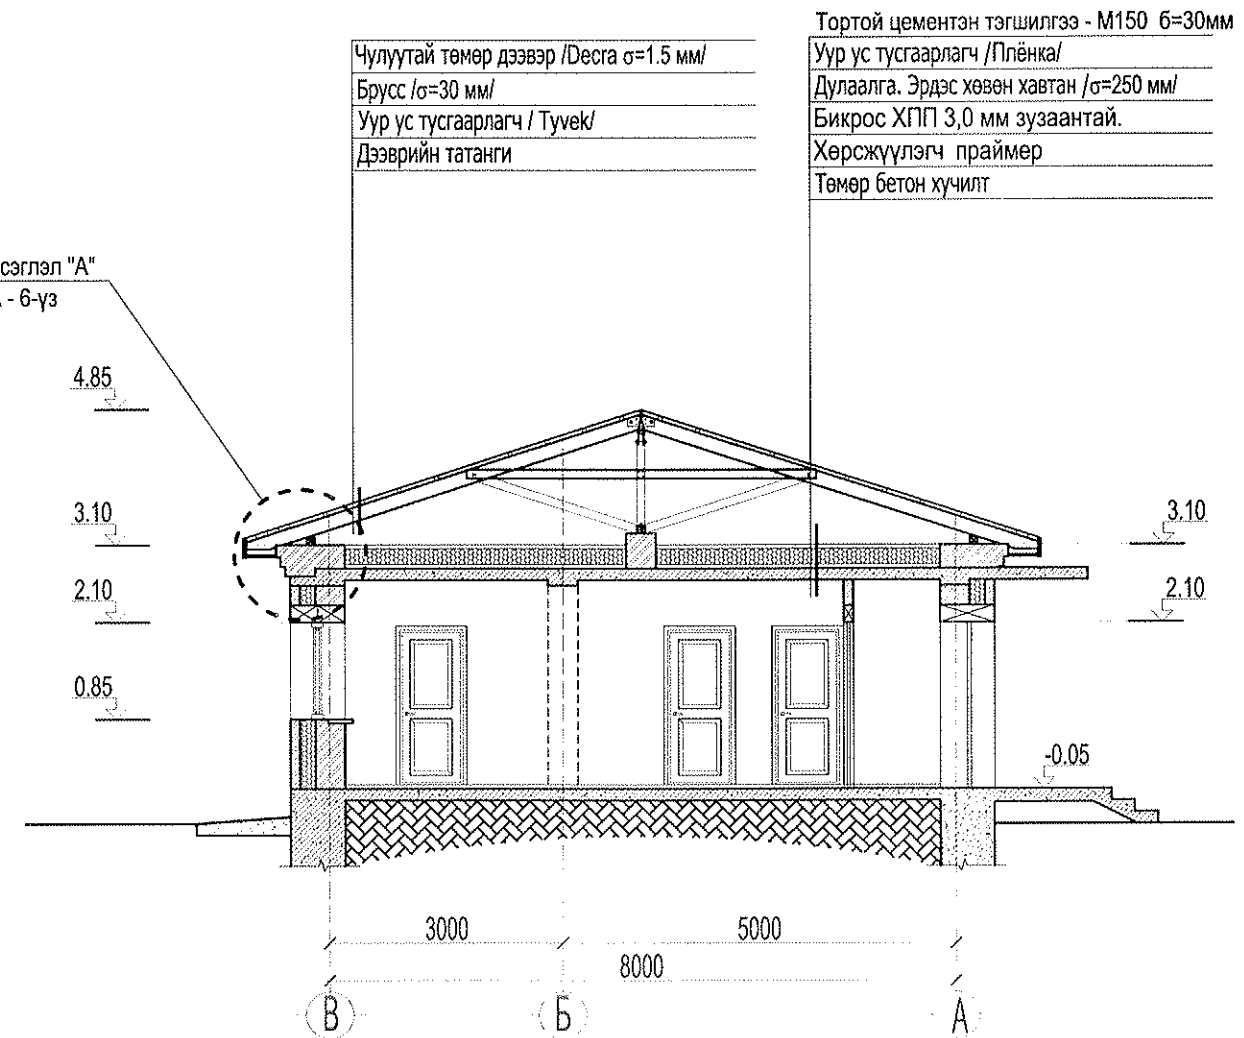 Тортой цементэн тэгшилгээ - М150 б=30мм
Чулуутай төмөр дээвэр /Decra σ=1.5 мм/
Уур ус тусгаарлагч /Плёнка/
Брусс /σ=30 мм/
Дулаалга. Эрдэс хөвөн хавтан /σ=250 мм/
Уур ус тусгаарлагч / Tyvek/
Бикрос ХПП 3,0 мм зузаантай.
Дээврийн татанги
Хөрсжүүлэгч праймер
Төмөр бетон хучилт
сэглэл "А"
- 6-үз
4.85
3.10
3.10
2.10
2.10
0.85
-0.05
3000
5000
8000
В
Б
А